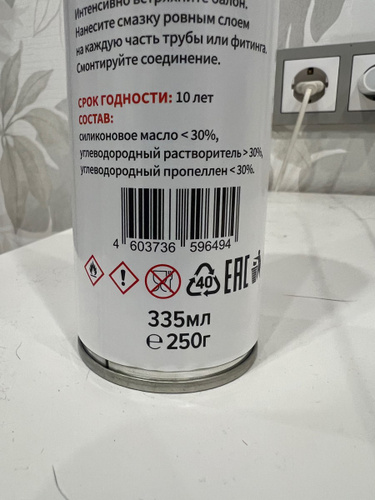 Интенсивно встряхните баллон.
Нанесите смазку ровным слоем
на каждую часть трубы или фитинга.
Смонтируйте соединение.
СРОК ГОДНОСТИ: 10 лет
СОСТАВ:
силиконовое масло < 30%,
углеводородный растворитель > 30%,
углеводородный пропеллен < 30%.
4 603736 596494
40 EAC
335мл
℮250г